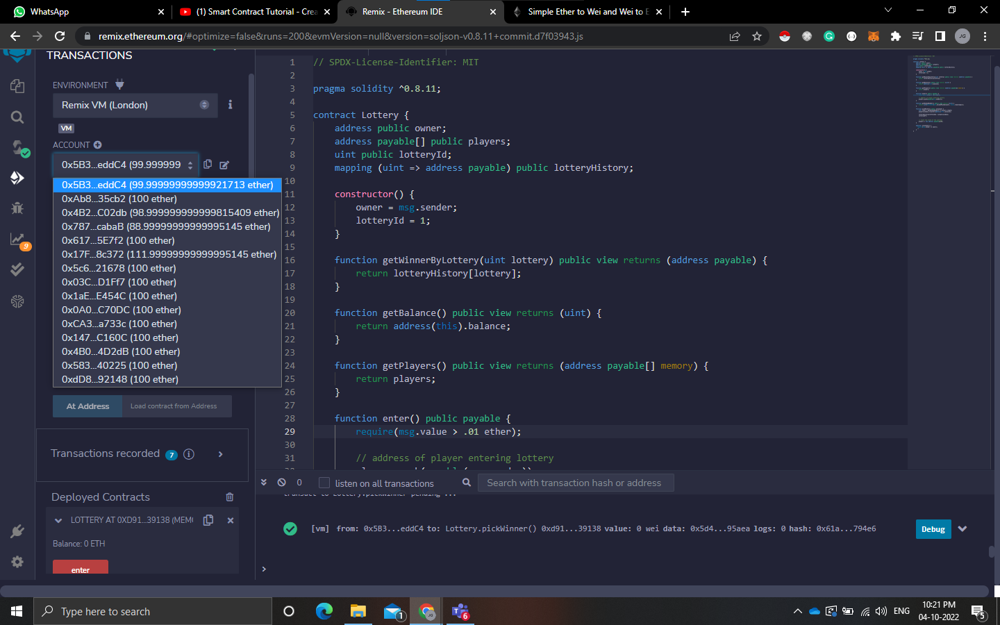 WhatsApp
(1) Smart Contract Tutorial - Crea
Remix - Ethereum IDE
Simple Ether to Wei and Wei to E
remix.ethereum.org/#optimize=false&runs=200&evmVersion=null&version=soljson-v0.8.11+commit.d7f03943.js
JG
TRANSACTIONS
ENVIRONMENT
Remix VM (London)
VM
ACCOUNT
0x5B3...eddC4 (99.999999
0x5B3...eddC4 (99.99999999999921713 ether)
0xAb8...35cb2 (100 ether)
0x4B2...C02db (98.999999999999815409 ether)
0x787...cabaB (88.99999999999995145 ether)
0x617...5E7f2 (100 ether)
0x17F...8c372 (111.99999999999995145 ether)
0x5c6...21678 (100 ether)
0x03C...D1Ff7 (100 ether)
0x1aE...E454C (100 ether)
0x0A0...C70DC (100 ether)
0xCA3...a733c (100 ether)
0x147...C160C (100 ether)
0x4B0...4D2dB (100 ether)
0x583...40225 (100 ether)
0xdD8...92148 (100 ether)
9
At Address
Load contract from Address
Transactions recorded 7
Deployed Contracts
LOTTERY AT 0XD91...39138 (MEM
Balance: 0 ETH
enter
1 // SPDX-License-Identifier: MIT
2
3 pragma solidity ^0.8.11;
4
5 contract Lottery {
6 address public owner;
7 address payable[] public players;
8 uint public lotteryId;
9 mapping (uint => address payable) public lotteryHistory;
10
11 constructor() {
12 owner = msg.sender;
13 lotteryId = 1;
14 }
15
16 function getWinnerByLottery(uint lottery) public view returns (address payable) {
17 return lotteryHistory[lottery];
18 }
19
20 function getBalance() public view returns (uint) {
21 return address(this).balance;
22 }
23
24 function getPlayers() public view returns (address payable[] memory) {
25 return players;
26 }
27
28 function enter() public payable {
29 require(msg.value > .01 ether);
30
31 // address of player entering lottery
0
listen on all transactions
Search with transaction hash or address
transact to Lottery.pickWinner pending ...
[vm] from: 0x5B3...eddC4 to: Lottery.pickWinner() 0xd91...39138 value: 0 wei data: 0x5d4...95aea logs: 0 hash: 0x61a...794e6
Debug
>
Type here to search
1
JG
6
ENG
10:21 PM
04-10-2022
5